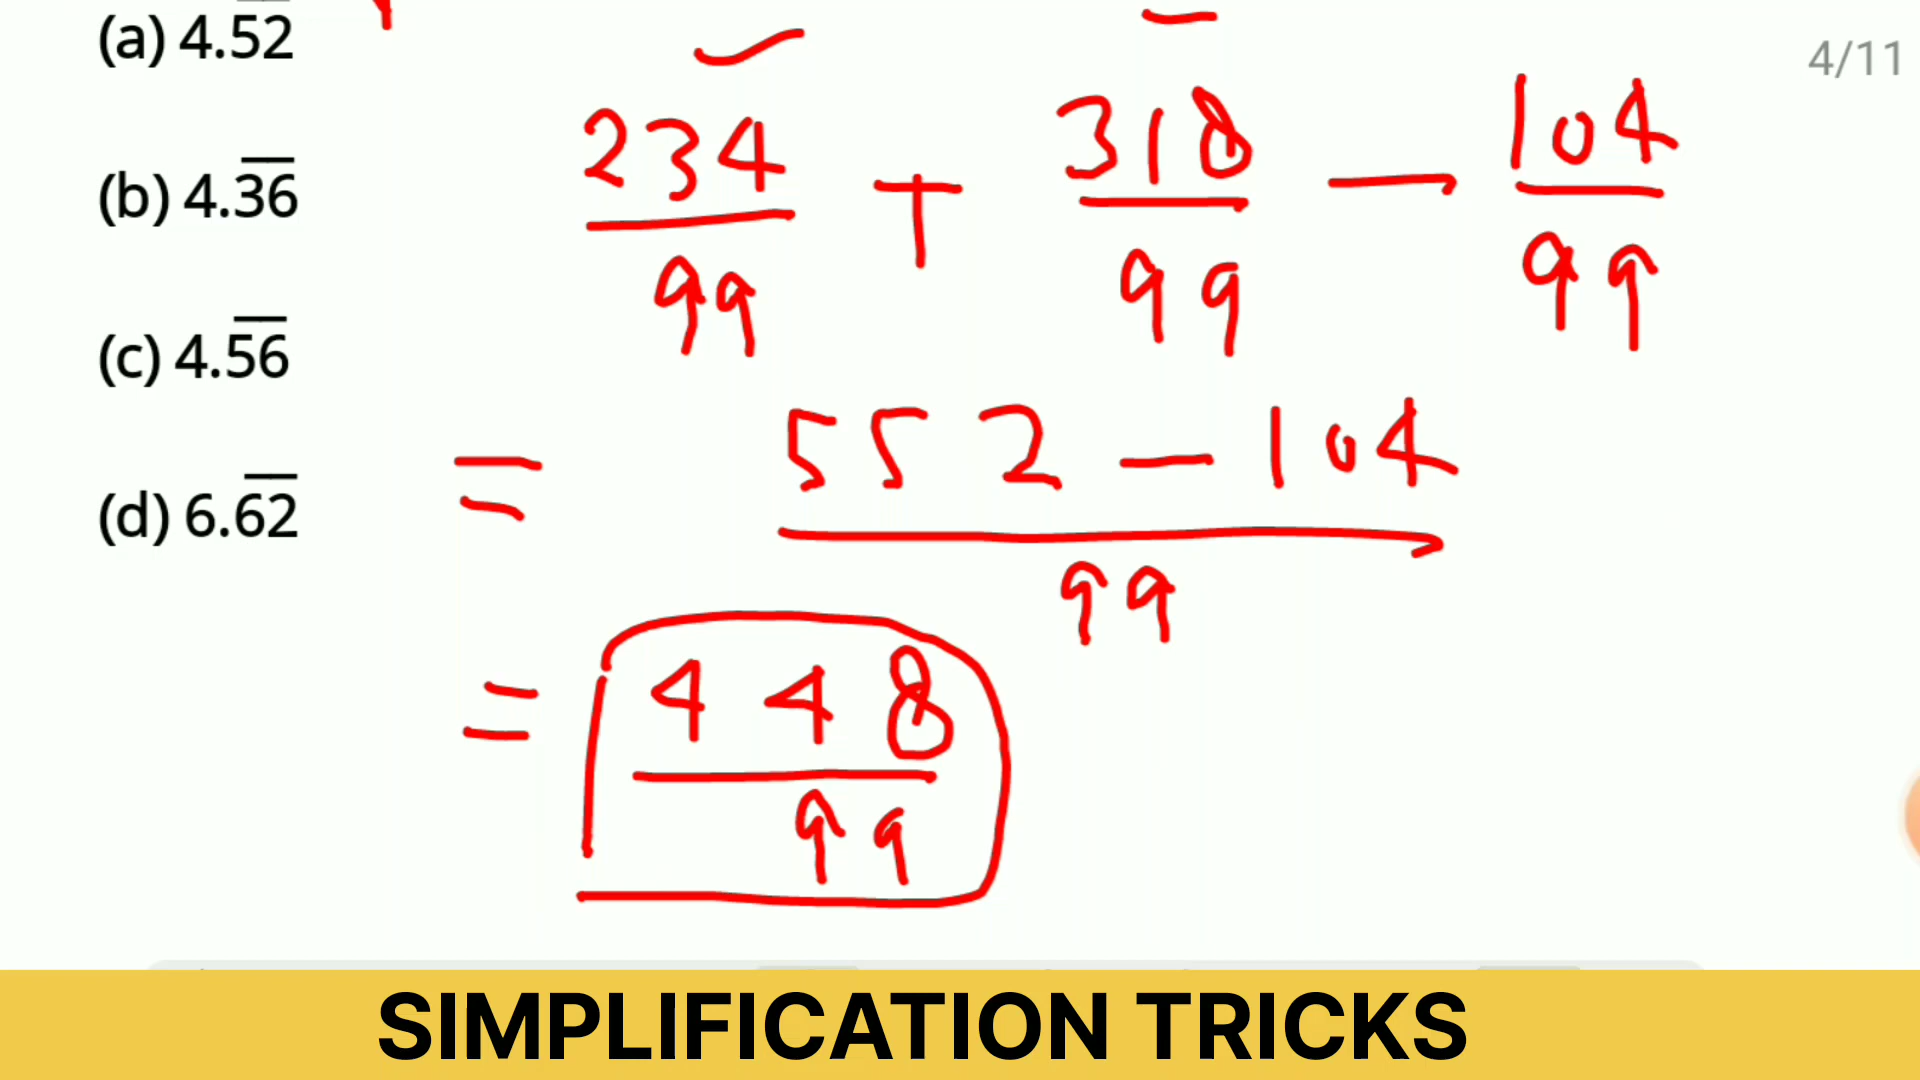 (a) 4.52
4/11
234/99 + 318/99 − 104/99
(b) 4.36
(c) 4.56
= 552 − 104 / 99
(d) 6.62
= 448/99
SIMPLIFICATION TRICKS